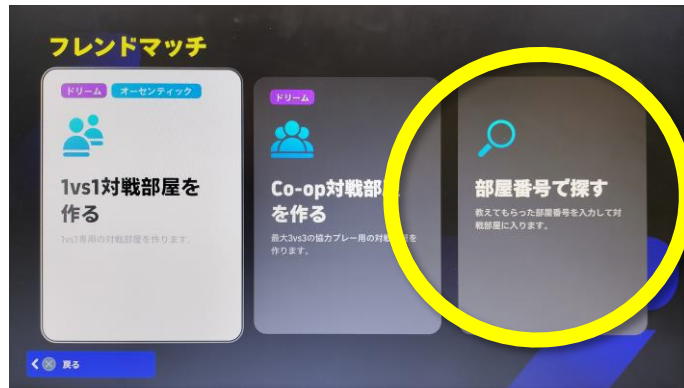 フレンドマッチ
ドリーム オーセンティック
1vs1対戦部屋を
作る
1vs1専用の対戦部屋を作ります。
ドリーム
Co-op対戦部
を作る
最大3vs3の協力プレー用の対戦
を
作ります。
部屋番号で探す
教えてもらった部屋番号を入力して対
戦部屋に入ります。
戻る